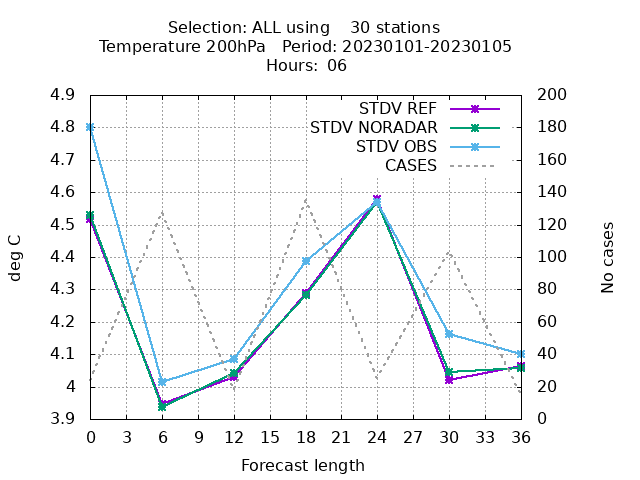 Selection: ALL using    30 stations
Temperature 200hPa   Period: 20230101-20230105
Hours:  06
4.9
4.8
4.7
4.6
4.5
4.4
4.3
4.2
4.1
4
3.9
deg C
STDV REF
STDV NORADAR
STDV OBS
CASES
200
180
160
140
120
100
80
60
40
20
0
No cases
0 3 6 9 12 15 18 21 24 27 30 33 36
Forecast length